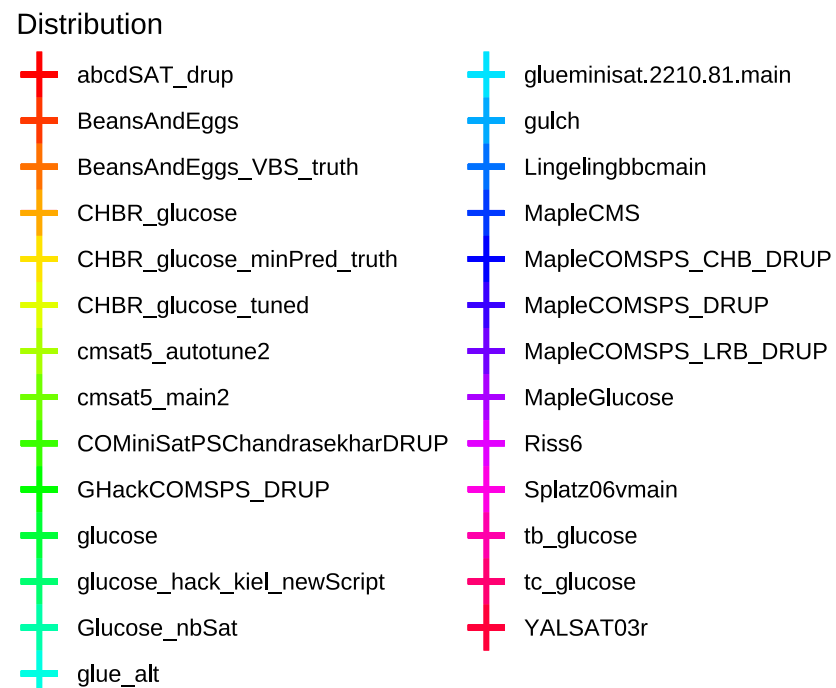 Distribution
abcdSAT_drup
BeansAndEggs
BeansAndEggs_VBS_truth
CHBR_glucose
CHBR_glucose_minPred_truth
CHBR_glucose_tuned
cmsat5_autotune2
cmsat5_main2
COMiniSatPSChandrasekharDRUP
GHackCOMSPS_DRUP
glucose
glucose_hack_kiel_newScript
Glucose_nbSat
glue_alt
glueminisat.2210.81.main
gulch
Lingelingbbcmain
MapleCMS
MapleCOMSPS_CHB_DRUP
MapleCOMSPS_DRUP
MapleCOMSPS_LRB_DRUP
MapleGlucose
Riss6
Splatz06vmain
tb_glucose
tc_glucose
YALSAT03r